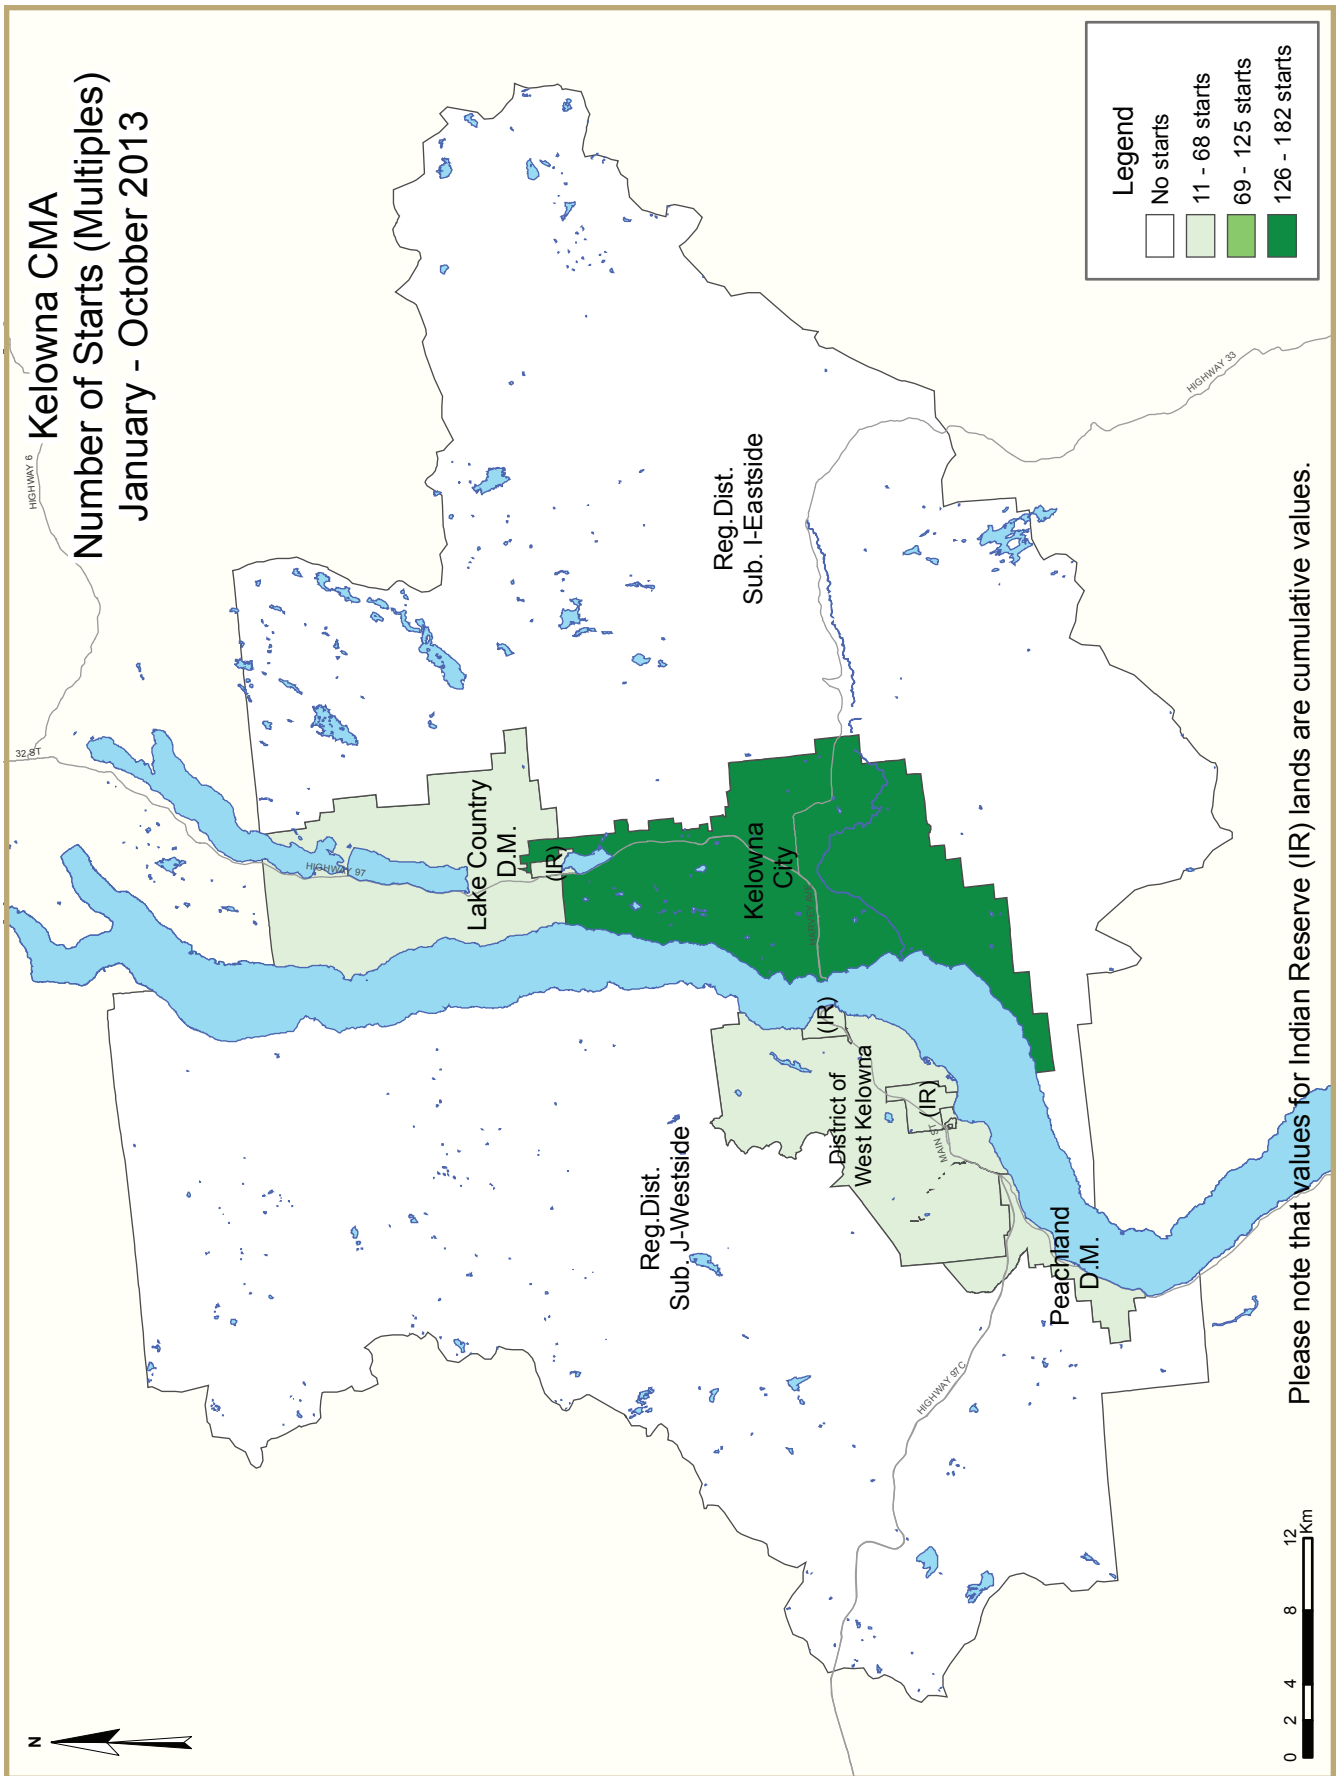 Kelowna CMA
Number of Starts (Multiples)
January - October 2013
HIGHWAY 6
32 ST
HIGHWAY 97
Lake Country
D.M.
(IR)
Kelowna
City
HARVEY AVE
Reg.Dist.
Sub. I-Eastside
HIGHWAY 33
Reg.Dist.
Sub. J-Westside
District of
West Kelowna
(IR)
(IR)
MAIN ST
Peachland
D.M.
HIGHWAY 97 C
Legend
No starts
11 - 68 starts
69 - 125 starts
126 - 182 starts
N
0 2 4 8 12
Km
Please note that values for Indian Reserve (IR) lands are cumulative values.